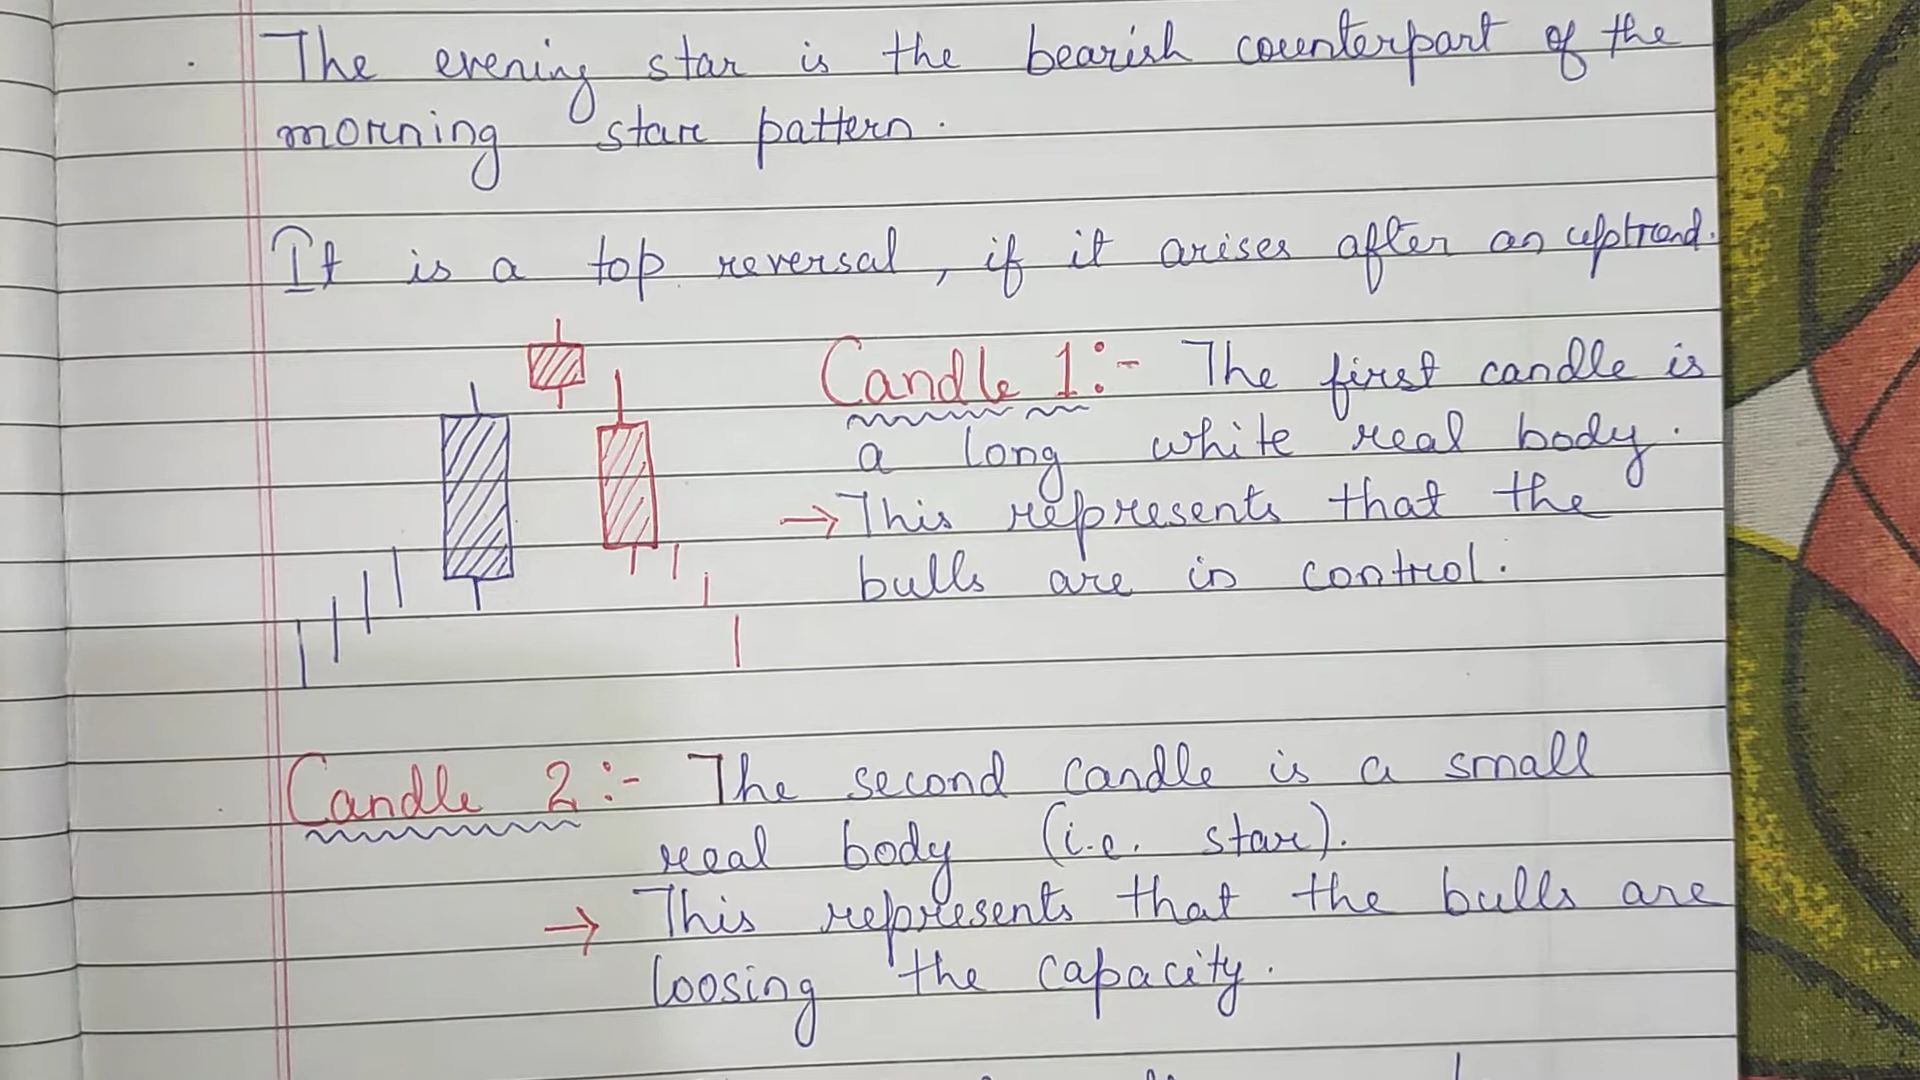 The evening star is the bearish counterpart of the
morning star pattern.
It is a top reversal, if it arises after an uptrend.
Candle 1:- The first candle is
a long white real body.
→ This represents that the
bulls are in control.
Candle 2:- The second candle is a small
real body (i.e. star).
→ This represents that the bulls are
loosing the capacity.